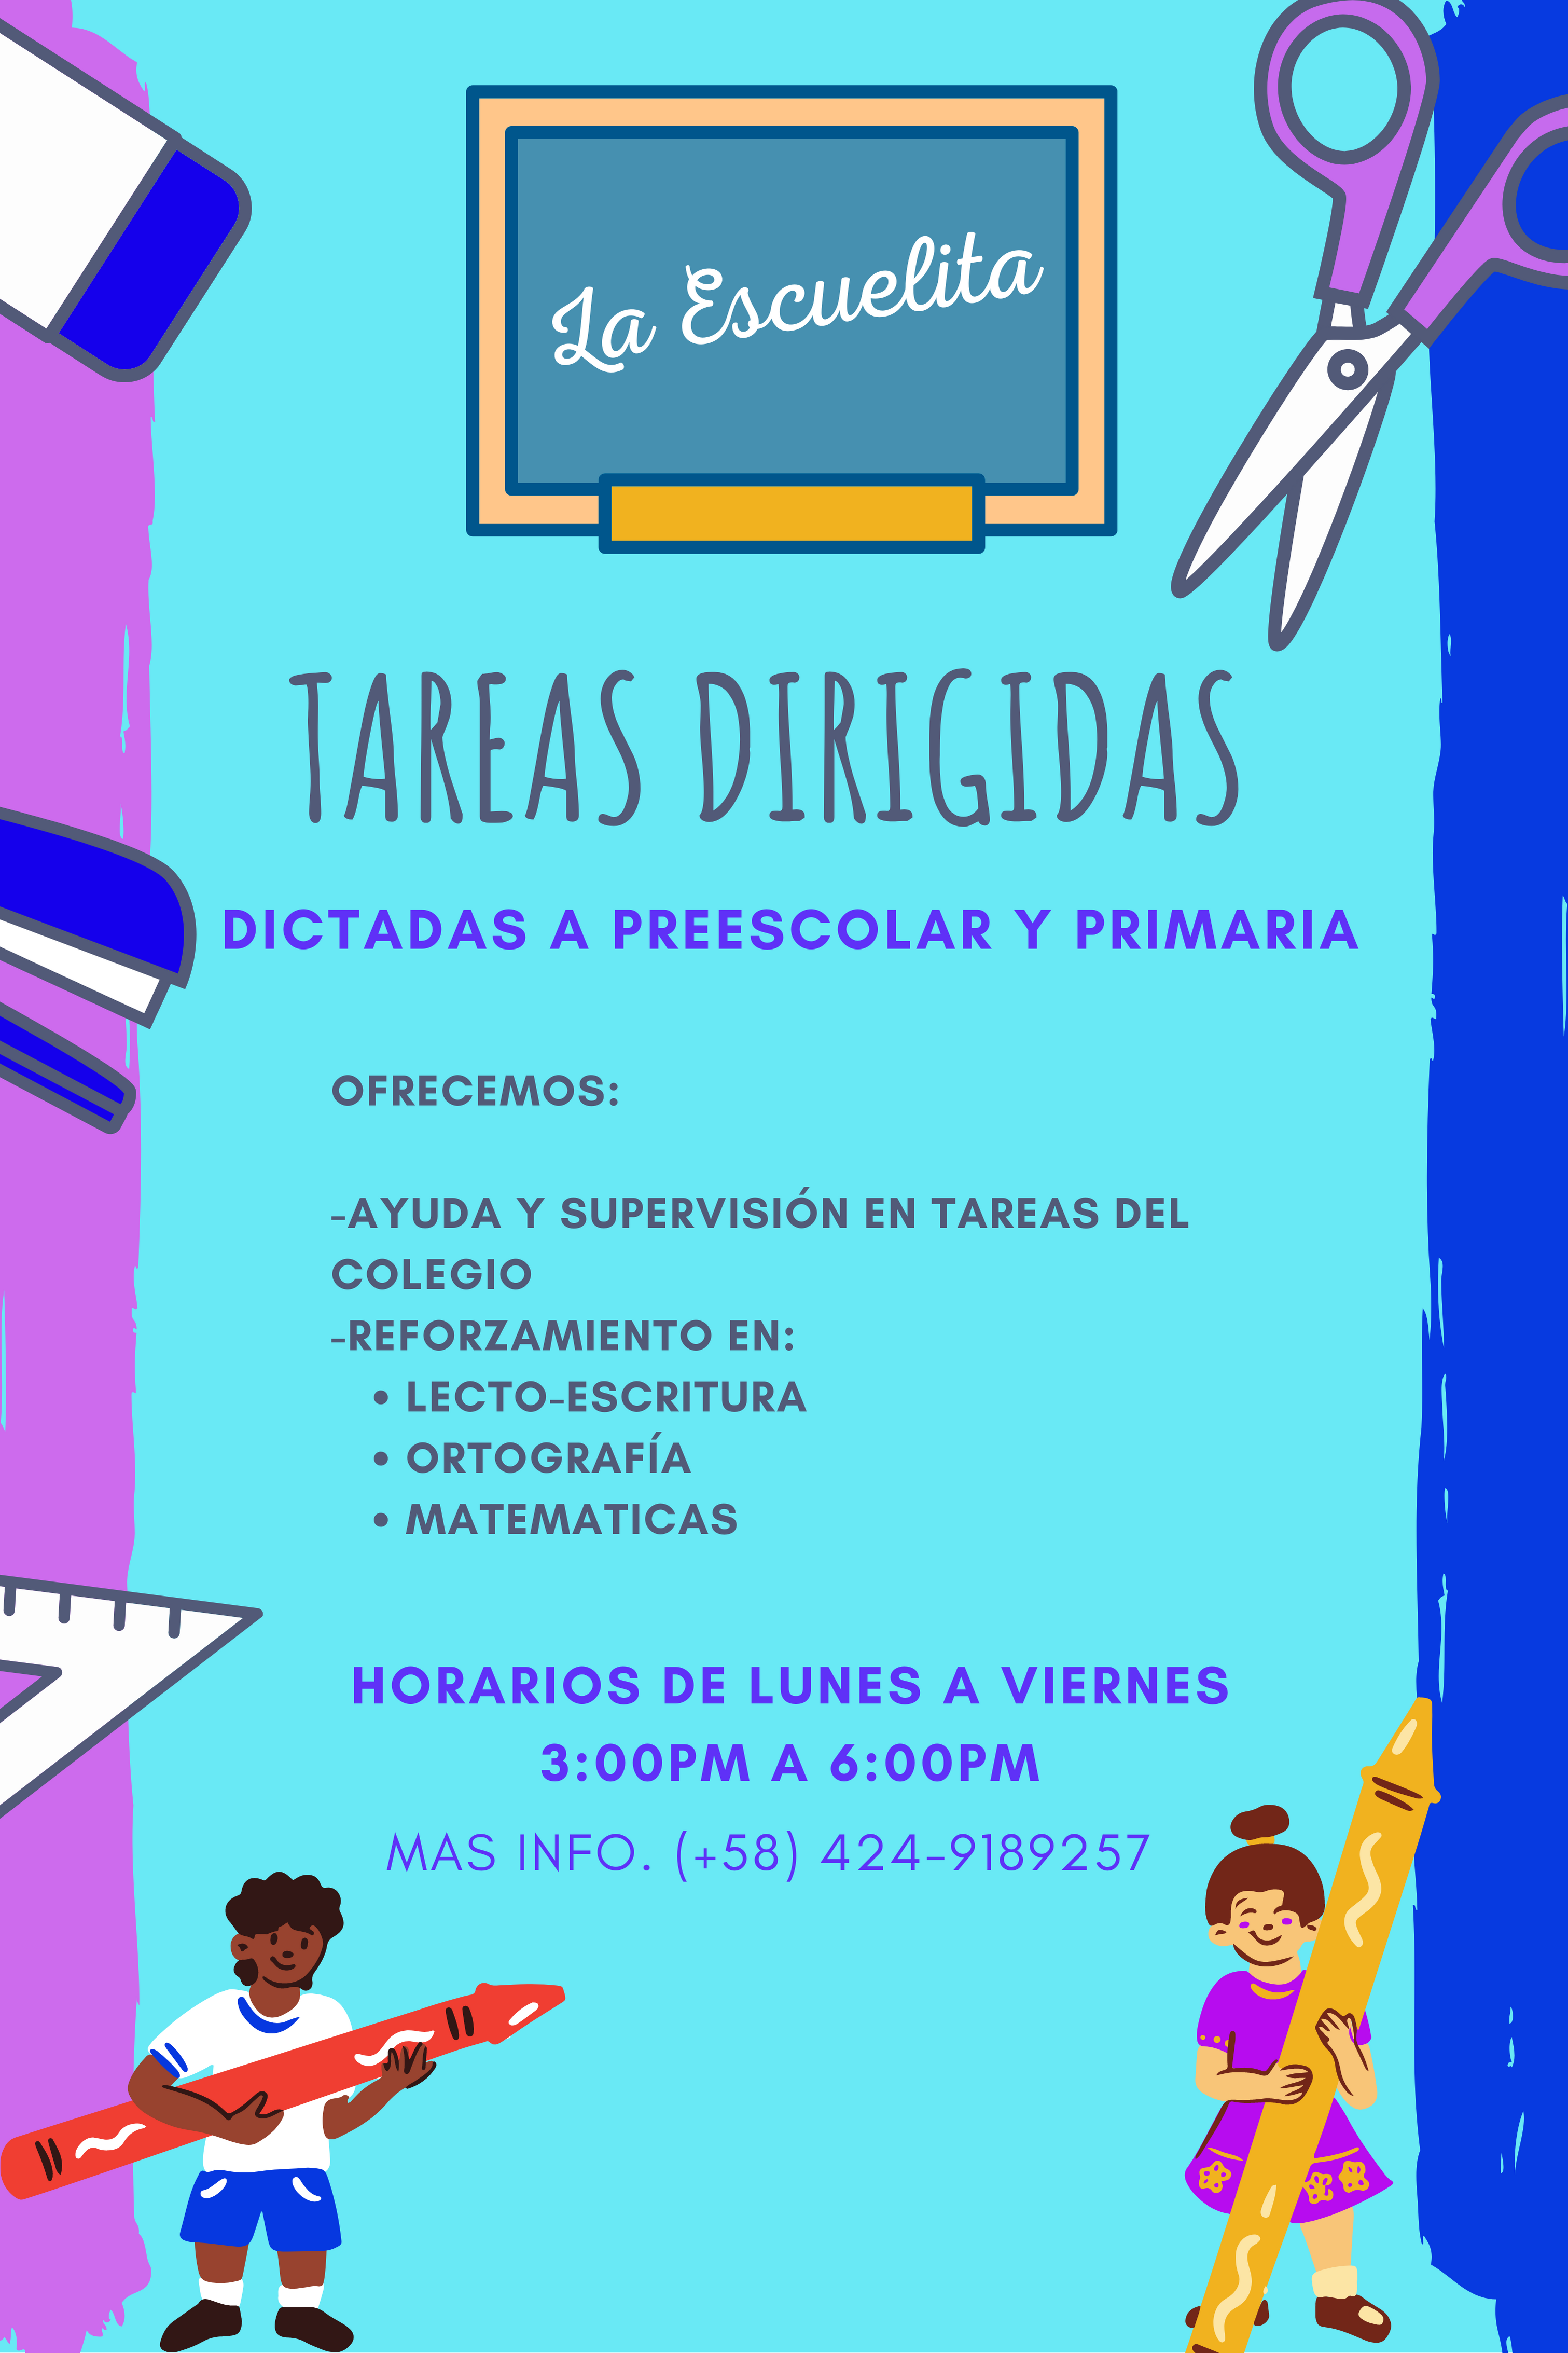 La Escuelita
TAREAS DIRIGIDAS
DICTADAS A PREESCOLAR Y PRIMARIA
OFRECEMOS:
-AYUDA Y SUPERVISIÓN EN TAREAS DEL
COLEGIO
-REFORZAMIENTO EN:
• LECTO-ESCRITURA
• ORTOGRAFÍA
• MATEMATICAS
HORARIOS DE LUNES A VIERNES
3:00PM A 6:00PM
MAS INFO. (+58) 424-9189257